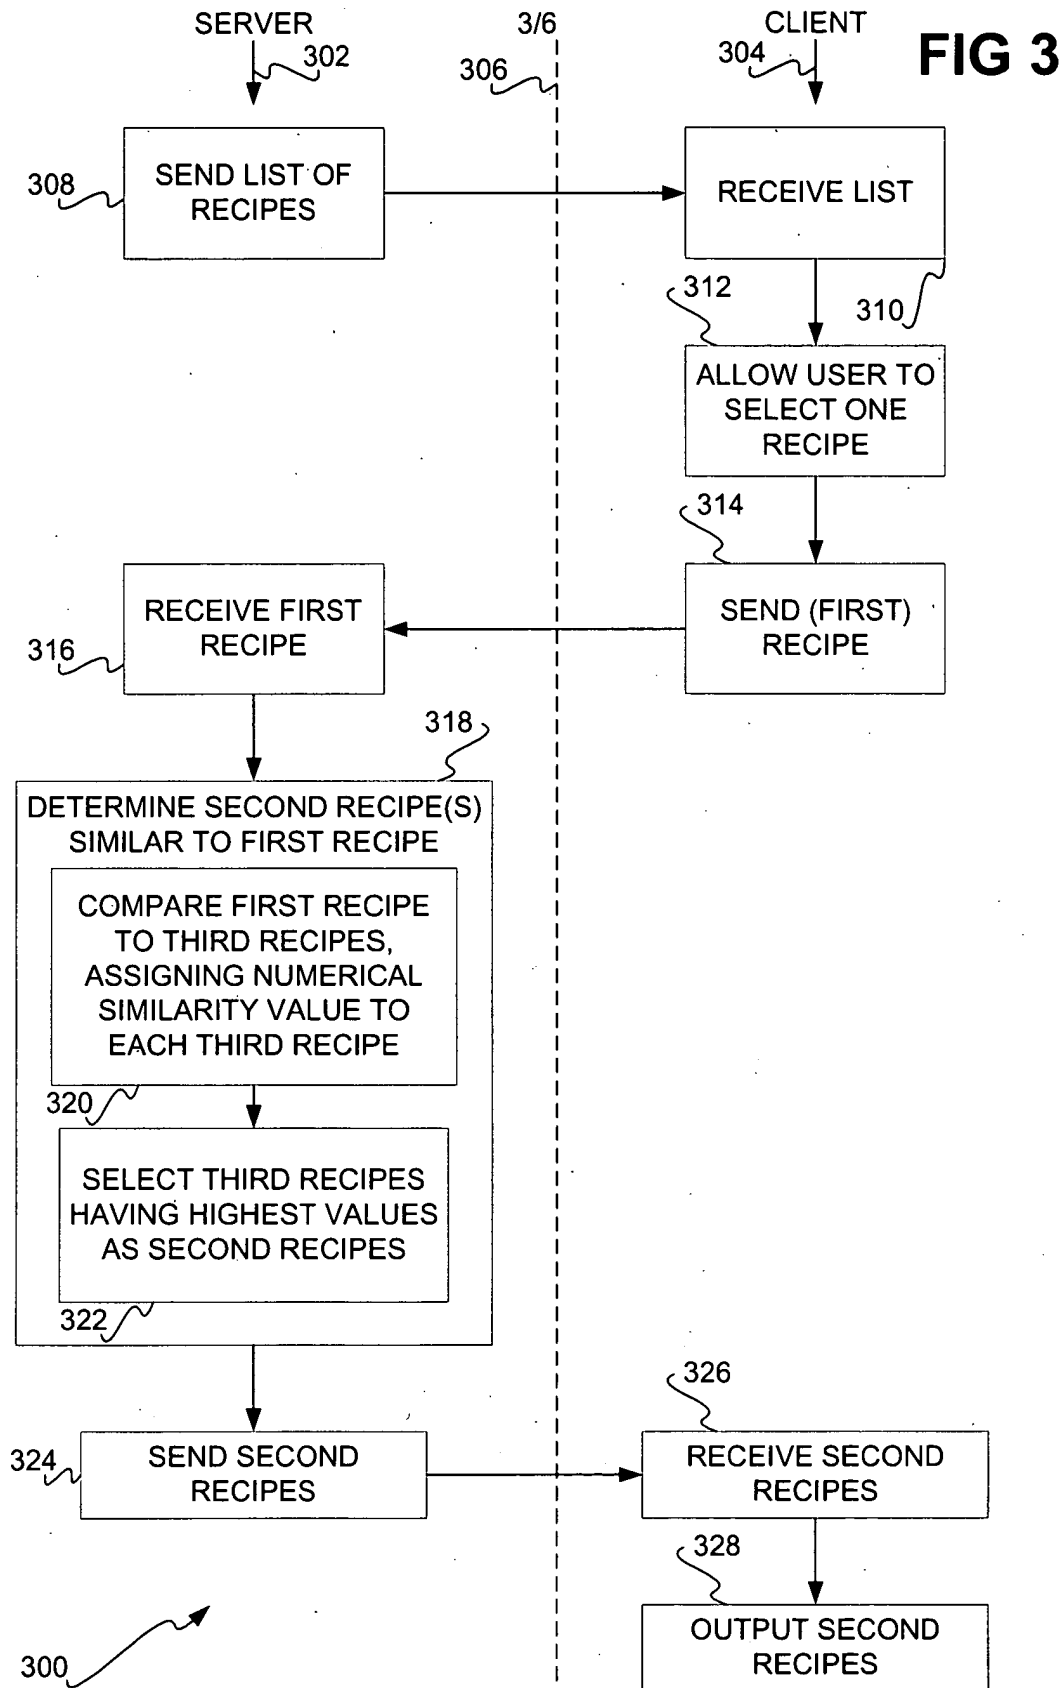 SERVER
3/6
CLIENT
FIG 3
302
306
304
308
SEND LIST OF
RECIPES
RECEIVE LIST
312
310
ALLOW USER TO
SELECT ONE
RECIPE
314
RECEIVE FIRST
RECIPE
SEND (FIRST)
RECIPE
316
318
DETERMINE SECOND RECIPE(S)
SIMILAR TO FIRST RECIPE
COMPARE FIRST RECIPE
TO THIRD RECIPES,
ASSIGNING NUMERICAL
SIMILARITY VALUE TO
EACH THIRD RECIPE
320
SELECT THIRD RECIPES
HAVING HIGHEST VALUES
AS SECOND RECIPES
322
326
324
SEND SECOND
RECIPES
RECEIVE SECOND
RECIPES
328
OUTPUT SECOND
RECIPES
300